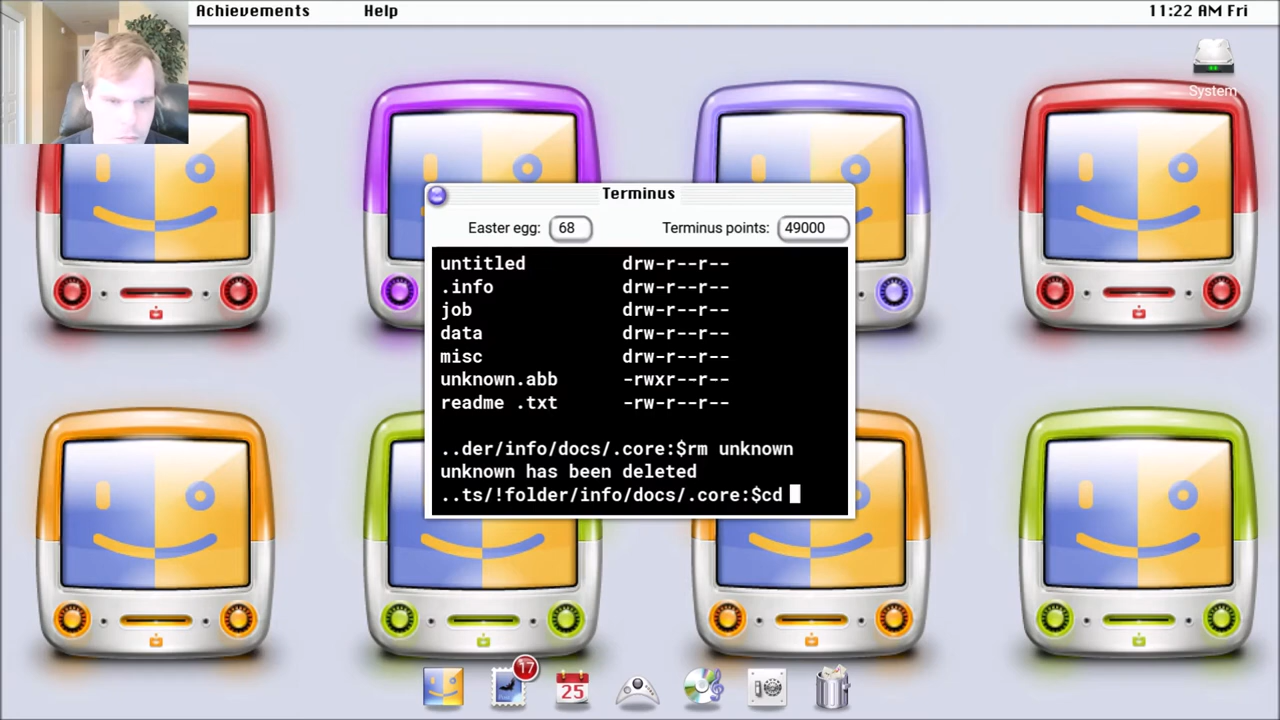 Achievements Help 11:22 AM Fri
System
Terminus
Easter egg: 68 Terminus points: 49000
untitled drw-r--r--
.info drw-r--r--
job drw-r--r--
data drw-r--r--
misc drw-r--r--
unknown.abb -rwxr--r--
readme .txt -rw-r--r--
..der/info/docs/.core:$rm unknown
unknown has been deleted
..ts/!folder/info/docs/.core:$cd
17
25